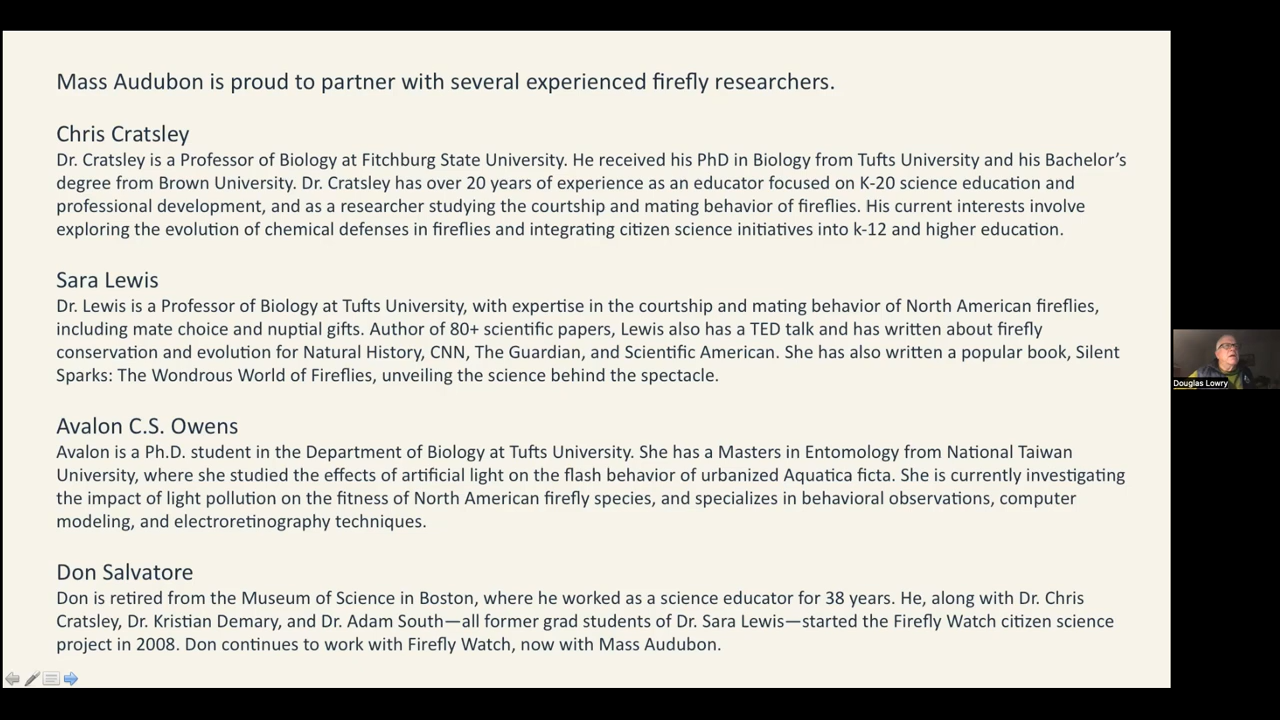 Mass Audubon is proud to partner with several experienced firefly researchers.
Chris Cratsley
Dr. Cratsley is a Professor of Biology at Fitchburg State University. He received his PhD in Biology from Tufts University and his Bachelor’s
degree from Brown University. Dr. Cratsley has over 20 years of experience as an educator focused on K-20 science education and
professional development, and as a researcher studying the courtship and mating behavior of fireflies. His current interests involve
exploring the evolution of chemical defenses in fireflies and integrating citizen science initiatives into k-12 and higher education.
Sara Lewis
Dr. Lewis is a Professor of Biology at Tufts University, with expertise in the courtship and mating behavior of North American fireflies,
including mate choice and nuptial gifts. Author of 80+ scientific papers, Lewis also has a TED talk and has written about firefly
conservation and evolution for Natural History, CNN, The Guardian, and Scientific American. She has also written a popular book, Silent
Sparks: The Wondrous World of Fireflies, unveiling the science behind the spectacle.
Avalon C.S. Owens
Avalon is a Ph.D. student in the Department of Biology at Tufts University. She has a Masters in Entomology from National Taiwan
University, where she studied the effects of artificial light on the flash behavior of urbanized Aquatica ficta. She is currently investigating
the impact of light pollution on the fitness of North American firefly species, and specializes in behavioral observations, computer
modeling, and electroretinography techniques.
Don Salvatore
Don is retired from the Museum of Science in Boston, where he worked as a science educator for 38 years. He, along with Dr. Chris
Cratsley, Dr. Kristian Demary, and Dr. Adam South—all former grad students of Dr. Sara Lewis—started the Firefly Watch citizen science
project in 2008. Don continues to work with Firefly Watch, now with Mass Audubon.
Douglas Lowry